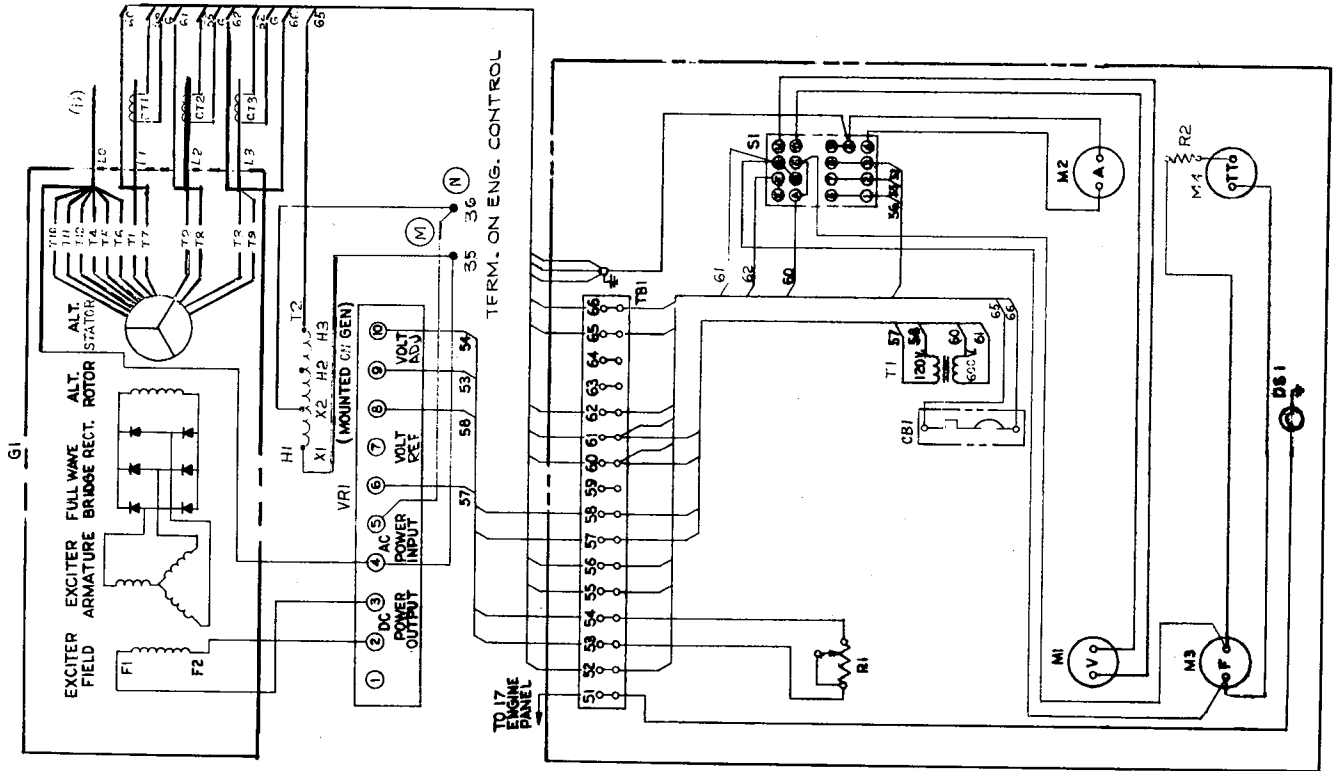 G1
EXCITER FIELD
EXCITER ARMATURE
FULL WAVE BRIDGE RECT.
ALT. ROTOR
ALT. STATOR
F1
F2
T10
T11
T12
T4
T5
T6
T1
T7
T2
T8
T3
T9
L0
L1
L2
L3
CT1
CT2
CT3
65
H1
X1
X2
H2
H3
T2
(MOUNTED ON GEN)
VR1
1
2
3
4
5
6
7
8
9
10
DC POWER OUTPUT
AC POWER INPUT
VOLT REF
VOLT ADJ
57
58
53
54
M
N
35
36
TERM. ON ENG. CONTROL
TO 17 ENGINE PANEL
TB1
51
52
53
54
55
56
57
58
59
60
61
62
63
64
65
66
61
62
60
S1
T1
120V
57
58
60
61
65
66
CB1
R1
M1
V
M2
A
M3
F
M4
TT
R2
DS1